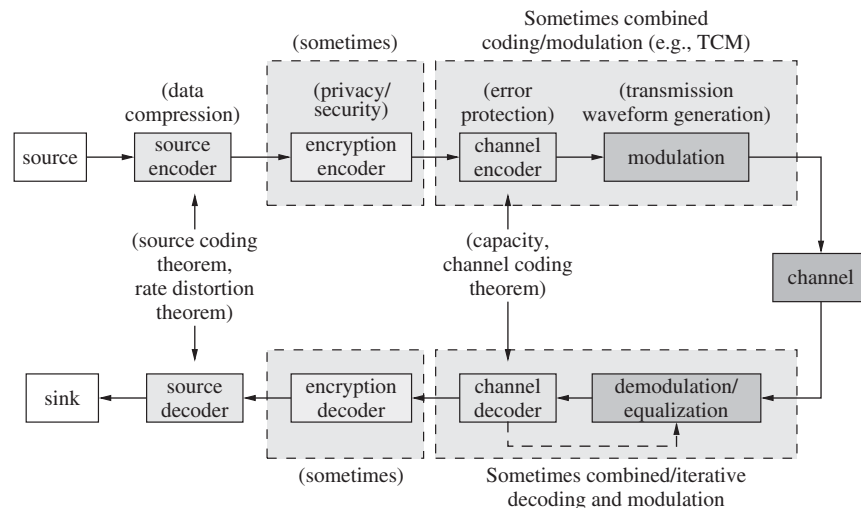 Sometimes combined
coding/modulation (e.g., TCM)
(sometimes)
(data
compression)
(privacy/
security)
(error
protection)
(transmission
waveform generation)
source
source
encoder
encryption
encoder
channel
encoder
modulation
(source coding
theorem,
rate distortion
theorem)
(capacity,
channel coding
theorem)
channel
sink
source
decoder
encryption
decoder
channel
decoder
demodulation/
equalization
(sometimes)
Sometimes combined/iterative
decoding and modulation